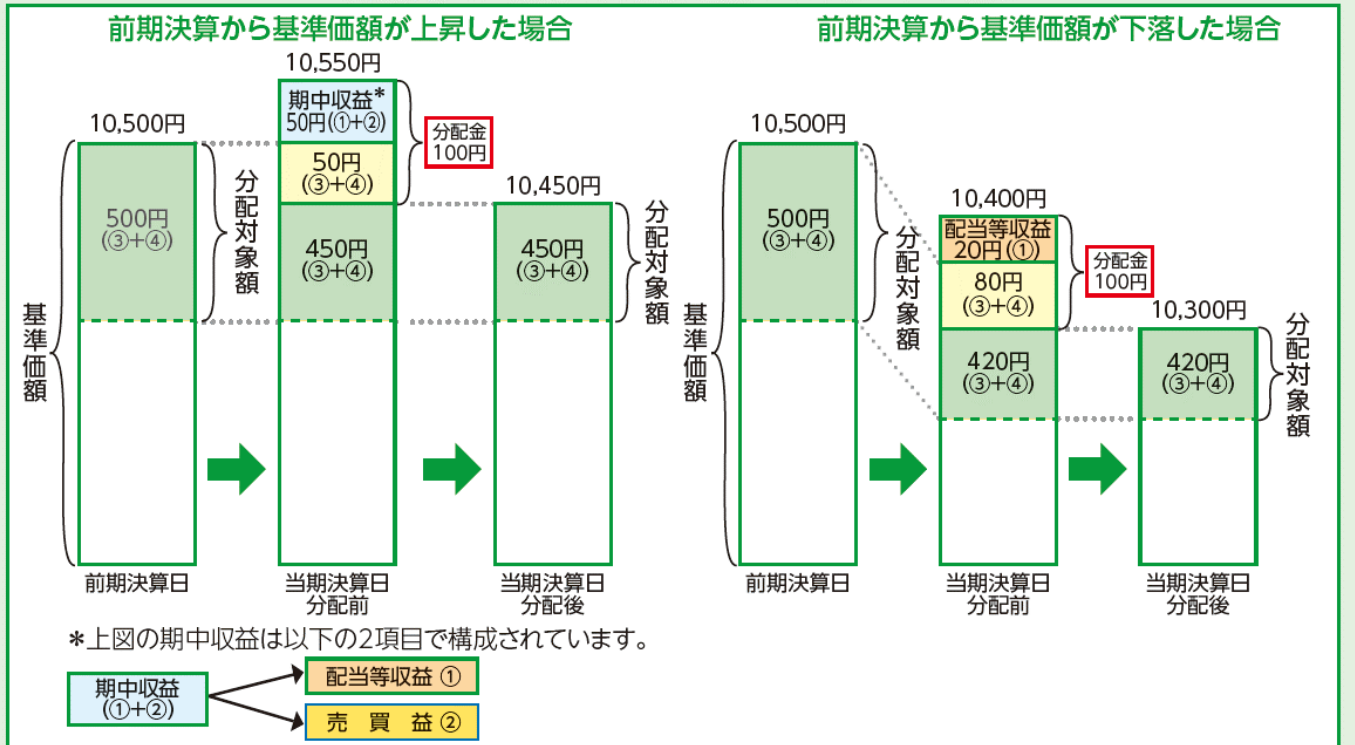 前期決算から基準価額が上昇した場合
10,500円
500円
(③+④)
分配対象額
基準価額
前期決算日
10,550円
期中収益*
50円(①+②)
50円
(③+④)
450円
(③+④)
分配金
100円
当期決算日
分配前
10,450円
450円
(③+④)
分配対象額
当期決算日
分配後
前期決算から基準価額が下落した場合
10,500円
500円
(③+④)
分配対象額
基準価額
前期決算日
10,400円
配当等収益
20円(①)
80円
(③+④)
420円
(③+④)
分配金
100円
当期決算日
分配前
10,300円
420円
(③+④)
分配対象額
当期決算日
分配後
*上図の期中収益は以下の2項目で構成されています。
期中収益
(①+②)
配当等収益 ①
売 買 益 ②